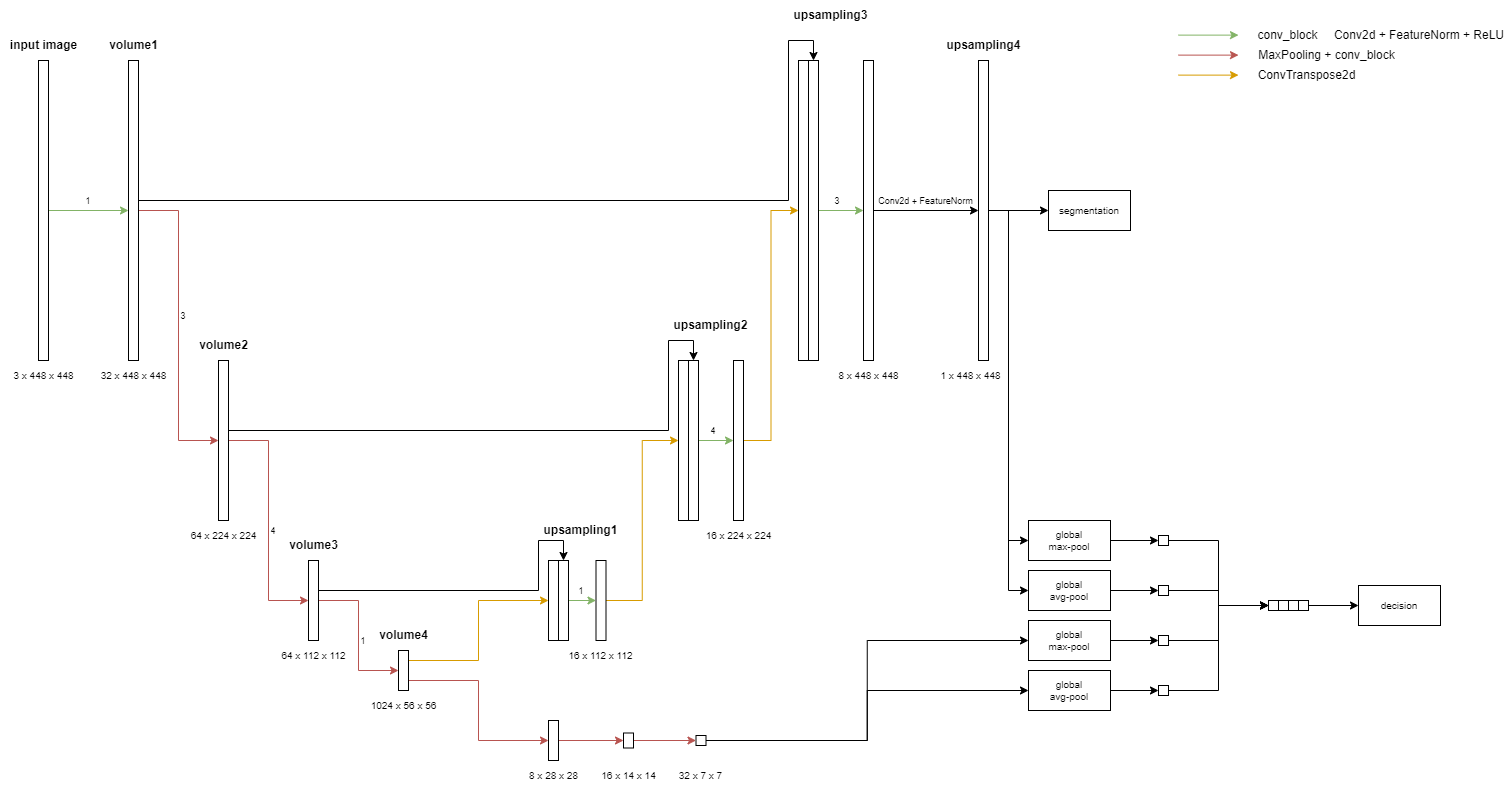 upsampling3
input image
volume1
upsampling4
conv_block Conv2d + FeatureNorm + ReLU
MaxPooling + conv_block
ConvTranspose2d
1
3
Conv2d + FeatureNorm
segmentation
3
upsampling2
volume2
3 x 448 x 448
32 x 448 x 448
8 x 448 x 448
1 x 448 x 448
4
64 x 224 x 224
16 x 224 x 224
4
upsampling1
volume3
global
max-pool
global
avg-pool
1
decision
volume4
1
global
max-pool
64 x 112 x 112
16 x 112 x 112
global
avg-pool
1024 x 56 x 56
8 x 28 x 28
16 x 14 x 14
32 x 7 x 7